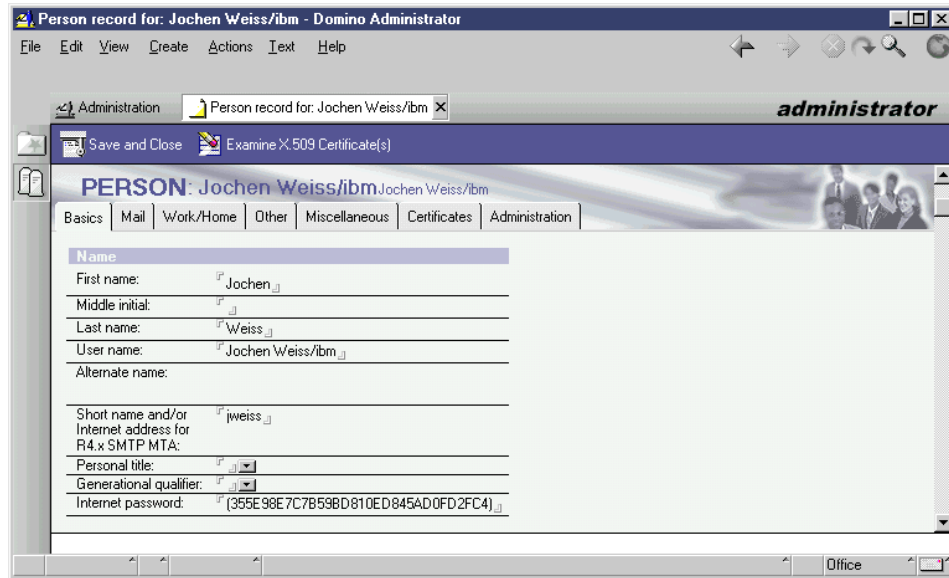 Person record for: Jochen Weiss/ibm - Domino Administrator
File Edit View Create Actions Text Help
Administration Person record for: Jochen Weiss/ibm administrator
Save and Close Examine X.509 Certificate(s)
PERSON: Jochen Weiss/ibm Jochen Weiss/ibm
Basics Mail Work/Home Other Miscellaneous Certificates Administration
Name
First name: Jochen
Middle initial:
Last name: Weiss
User name: Jochen Weiss/ibm
Alternate name:
Short name and/or jweiss
Internet address for
R4.x SMTP MTA:
Personal title:
Generational qualifier:
Internet password: (355E98E7C7B59BD810ED845AD0FD2FC4)
Office